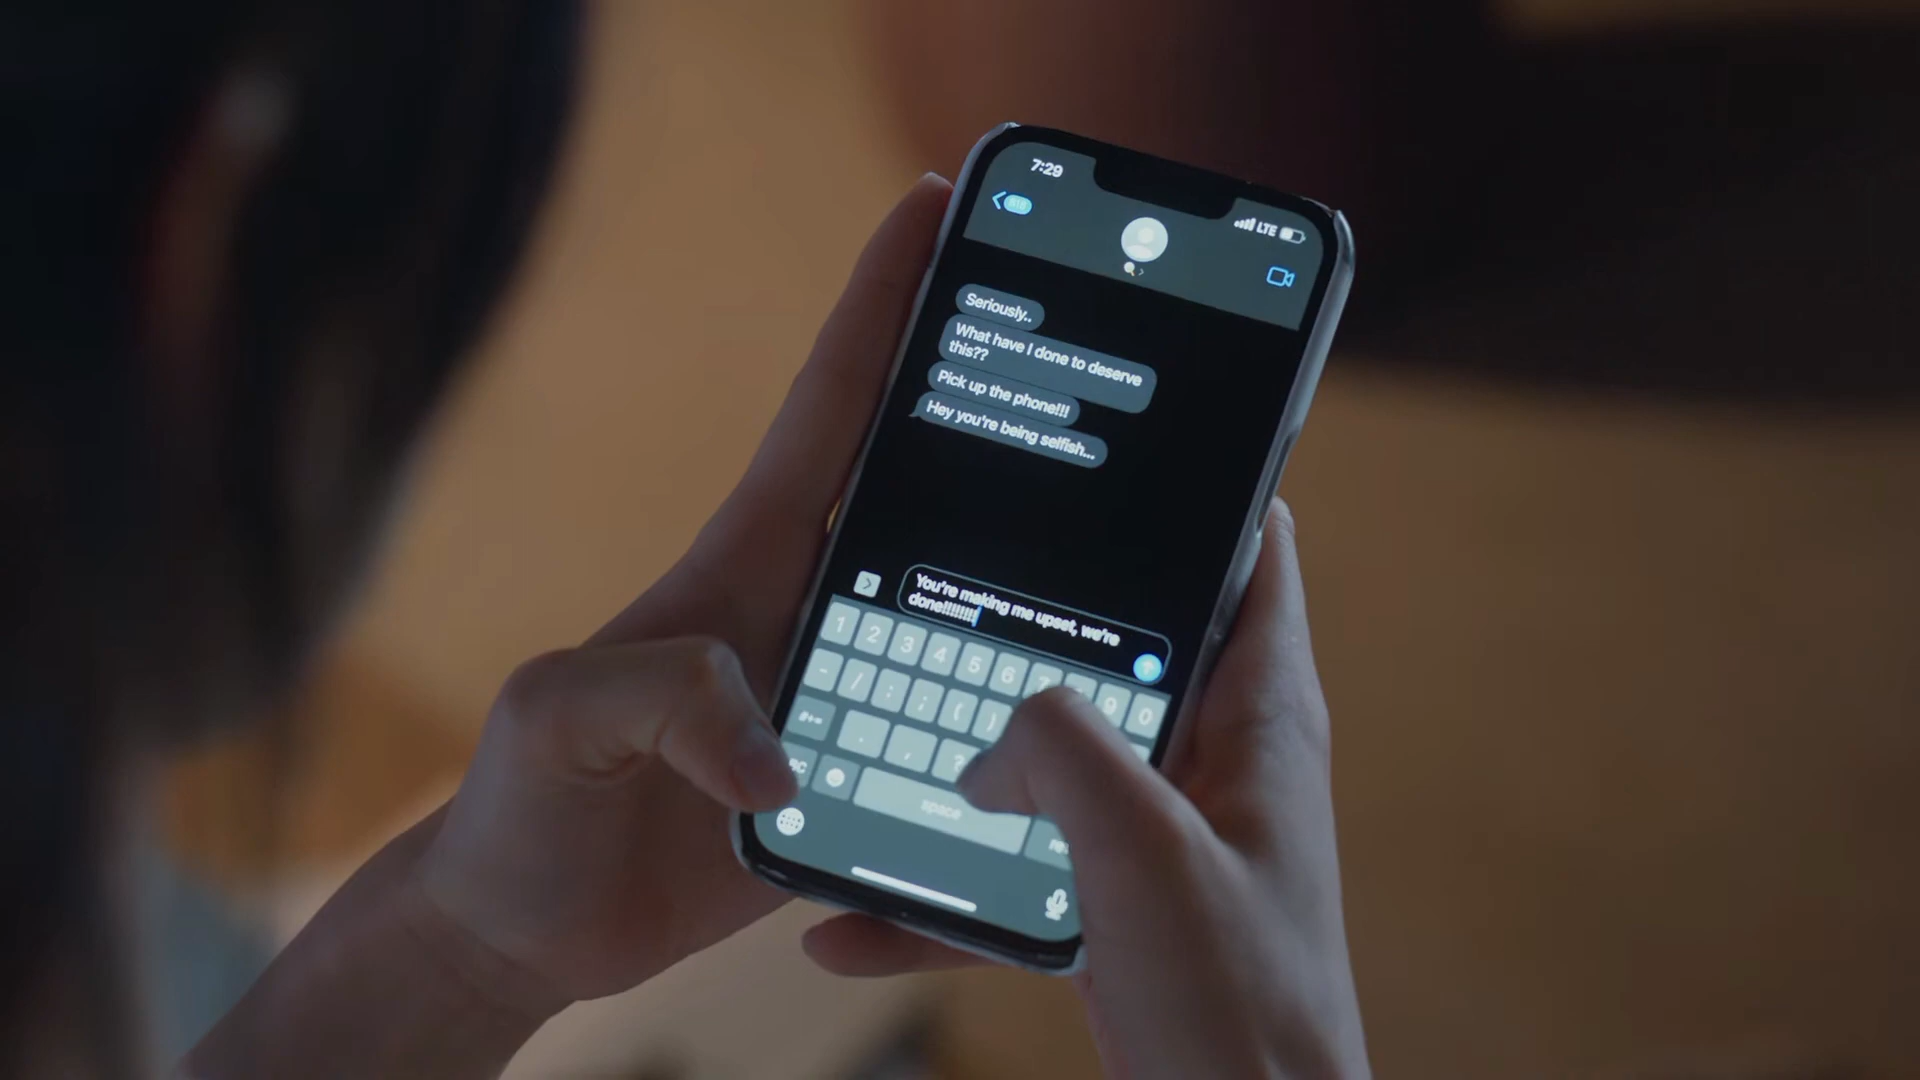 7:29
LTE
Seriously..
What have I done to deserve
this??
Pick up the phone!!!
Hey you're being selfish...
You're making me upset, we're
done!!!!!!!!
1 2 3 4 5 6 7 9 0
- / : ; ( )
#+=
. , ?
space